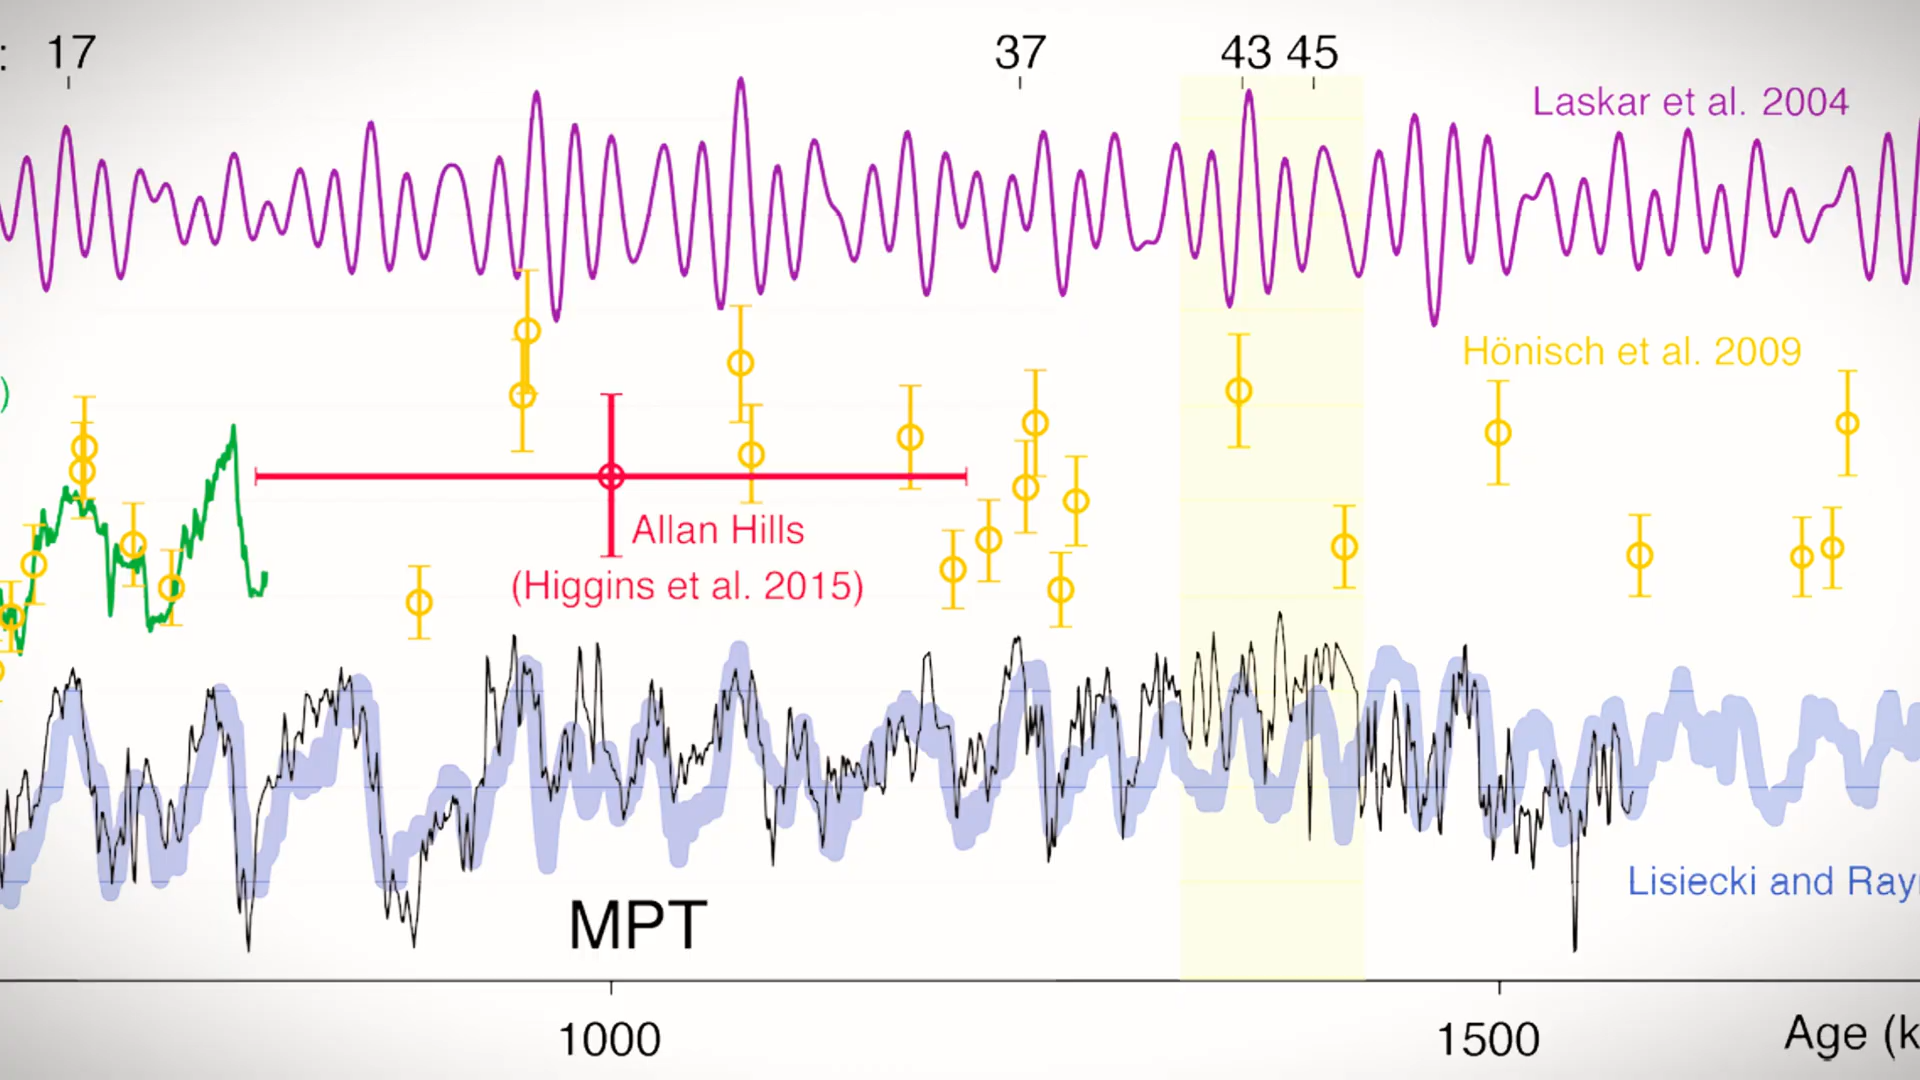 : 17
37
43 45
Laskar et al. 2004
Hönisch et al. 2009
)
Allan Hills
(Higgins et al. 2015)
Lisiecki and Ray
MPT
1000
1500
Age (k